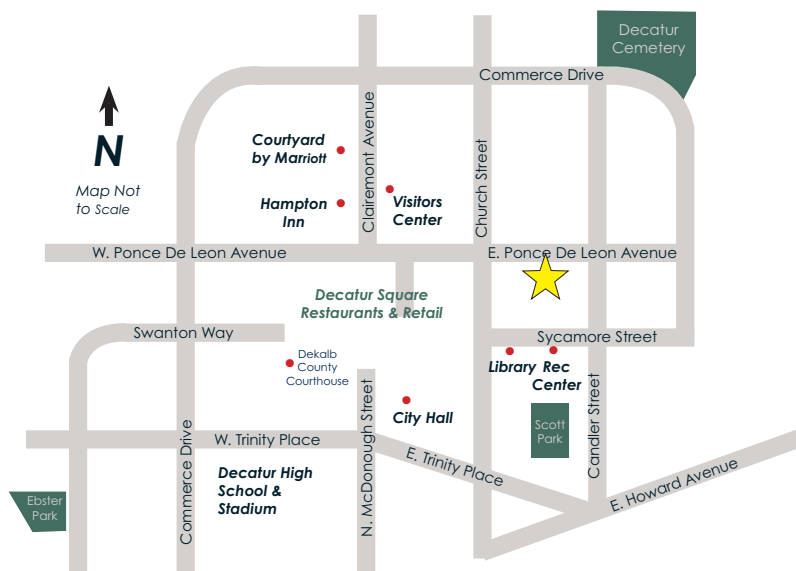 Decatur
Cemetery
Commerce Drive
N
Map Not
to Scale
Courtyard
by Marriott
Clairemont Avenue
Church Street
Hampton
Inn
Visitors
Center
W. Ponce De Leon Avenue
E. Ponce De Leon Avenue
Decatur Square
Restaurants & Retail
Swanton Way
Sycamore Street
Dekalb
County
Courthouse
Library
Rec
Center
N. McDonough Street
City Hall
Candler Street
Scott
Park
W. Trinity Place
E. Trinity Place
Commerce Drive
Decatur High
School &
Stadium
E. Howard Avenue
Ebster
Park